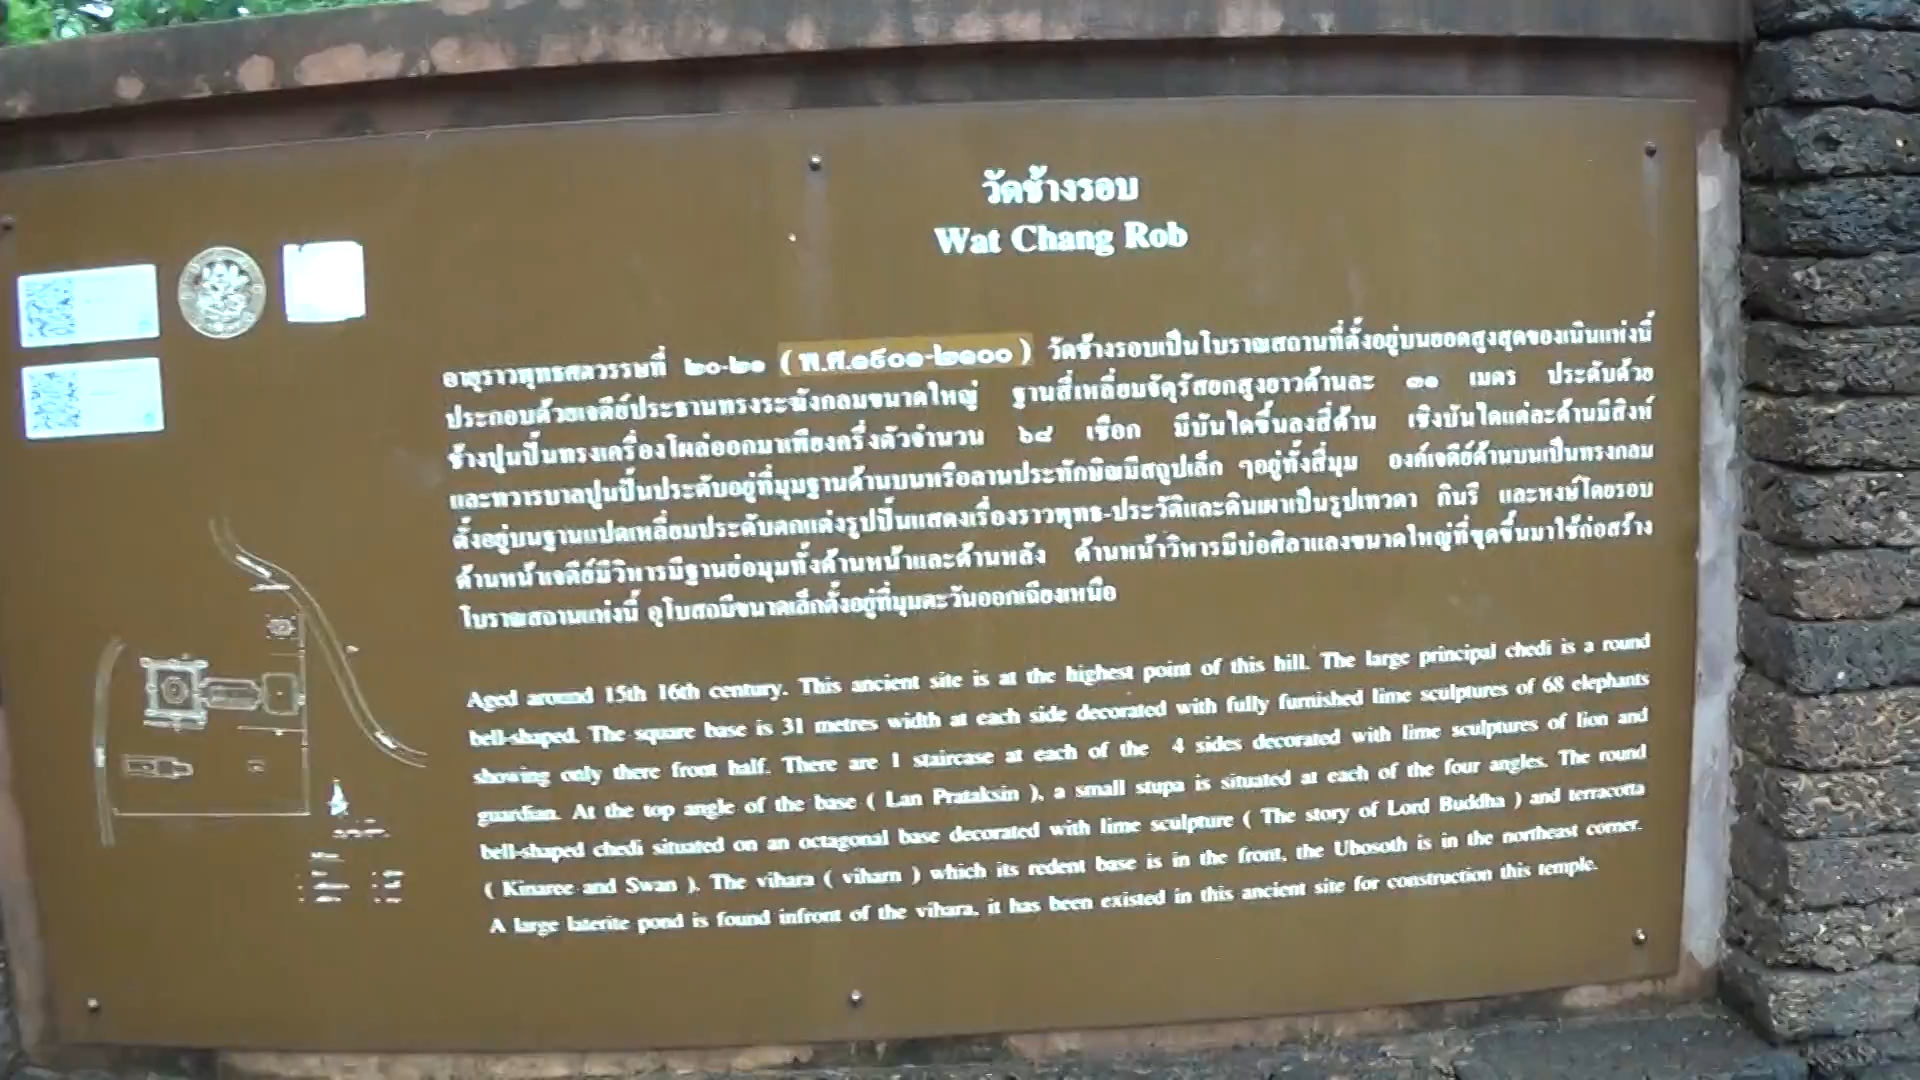 วัดช้างรอบ
Wat Chang Rob
อายุราวพุทธศตวรรษที่ ๒๐-๒๑ ( พ.ศ.๑๙๐๑-๒๑๐๐ ) วัดช้างรอบเป็นโบราณสถานที่ตั้งอยู่บนยอดสูงสุดของเนินแห่งนี้
ประกอบด้วยเจดีย์ประธานทรงระฆังกลมขนาดใหญ่ ฐานสี่เหลี่ยมจัตุรัสยกสูงยาวด้านละ ๓๑ เมตร ประดับด้วย
ช้างปูนปั้นทรงเครื่องโผล่ออกมาเพียงครึ่งตัวจำนวน ๖๘ เชือก มีบันไดขึ้นลงสี่ด้าน เชิงบันไดแต่ละด้านมีสิงห์
และทวารบาลปูนปั้นประดับอยู่ที่มุมฐานด้านบนหรือลานประทักษิณมีสถูปเล็ก ๆอยู่ทั้งสี่มุม องค์เจดีย์ด้านบนเป็นทรงกลม
ตั้งอยู่บนฐานแปดเหลี่ยมประดับตกแต่งรูปปั้นแสดงเรื่องราวพุทธ-ประวัติและดินเผาเป็นรูปเทวดา กินรี และหงษ์โดยรอบ
ด้านหน้าเจดีย์มีวิหารมีฐานย่อมุมทั้งด้านหน้าและด้านหลัง ด้านหน้าวิหารมีบ่อศิลาแลงขนาดใหญ่ที่ขุดขึ้นมาใช้ก่อสร้าง
โบราณสถานแห่งนี้ อุโบสถมีขนาดเล็กตั้งอยู่ที่มุมตะวันออกเฉียงเหนือ
Aged around 15th 16th century. This ancient site is at the highest point of this hill. The large principal chedi is a round
bell-shaped. The square base is 31 metres width at each side decorated with fully furnished lime sculptures of 68 elephants
showing only there front half. There are 1 staircase at each of the 4 sides decorated with lime sculptures of lion and
guardian. At the top angle of the base ( Lan Prataksin ), a small stupa is situated at each of the four angles. The round
bell-shaped chedi situated on an octagonal base decorated with lime sculpture ( The story of Lord Buddha ) and terracotta
( Kinaree and Swan ). The vihara ( viharn ) which its redent base is in the front, the Ubosoth is in the northeast corner.
A large laterite pond is found infront of the vihara, it has been existed in this ancient site for construction this temple.